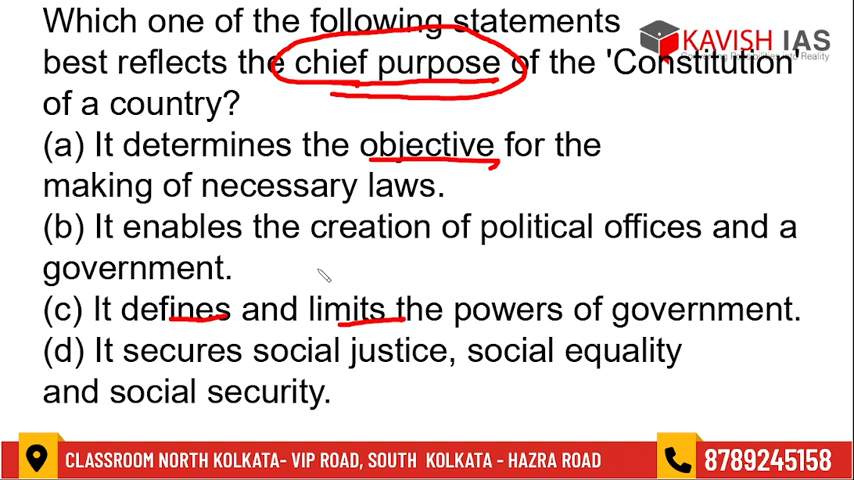 Which one of the following statements
best reflects the chief purpose of the 'Constitution'
of a country?
(a) It determines the objective for the
making of necessary laws.
(b) It enables the creation of political offices and a
government.
(c) It defines and limits the powers of government.
(d) It secures social justice, social equality
and social security.
KAVISH IAS
CLASSROOM NORTH KOLKATA- VIP ROAD, SOUTH KOLKATA - HAZRA ROAD
8789245158